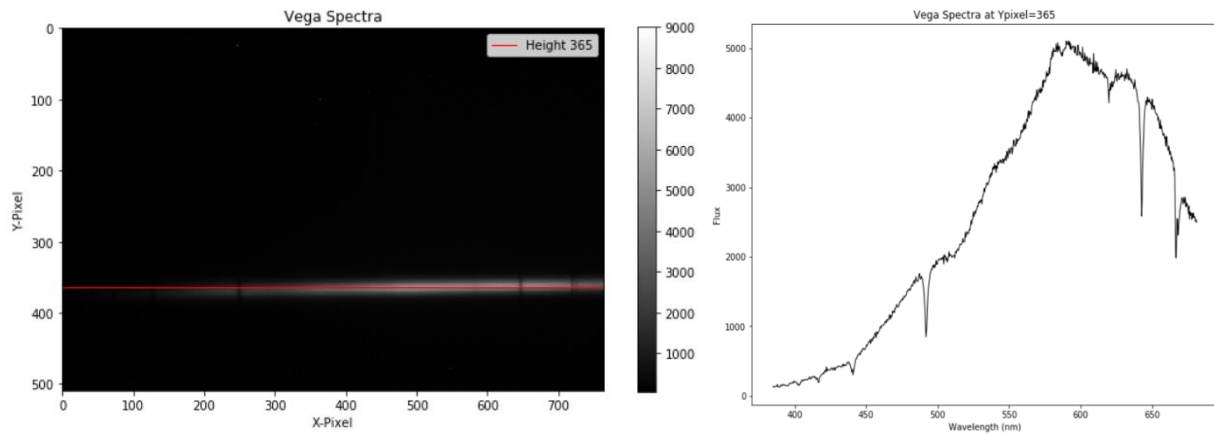 Vega Spectra
0
100
200
300
400
500
Y-Pixel
Height 365
0 100 200 300 400 500 600 700
X-Pixel
9000
8000
7000
6000
5000
4000
3000
2000
1000
Vega Spectra at Ypixel=365
5000
4000
3000
2000
1000
0
Flux
400 450 500 550 600 650
Wavelength (nm)